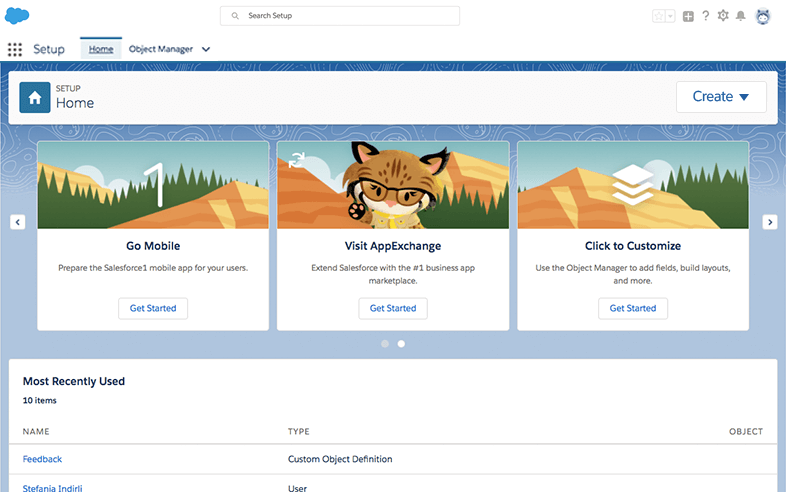 Search Setup
?
Setup
Home
Object Manager
SETUP
Home
Create
1
Go Mobile
Prepare the Salesforce1 mobile app for your users.
Get Started
Visit AppExchange
Extend Salesforce with the #1 business app
marketplace.
Get Started
Click to Customize
Use the Object Manager to add fields, build layouts,
and more.
Get Started
Most Recently Used
10 items
NAME TYPE OBJECT
Feedback Custom Object Definition
Stefania Indirli User